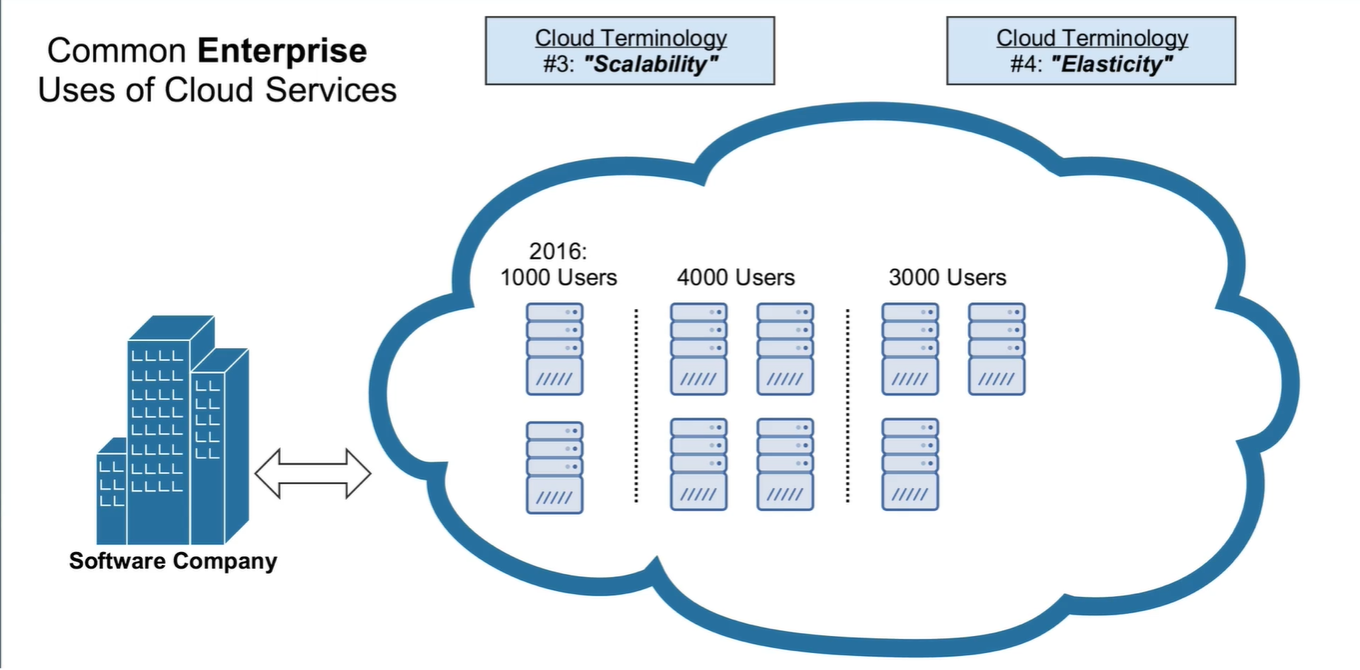 Common Enterprise
Uses of Cloud Services
Cloud Terminology
#3: "Scalability"
Cloud Terminology
#4: "Elasticity"
2016:
1000 Users
4000 Users
3000 Users
Software Company